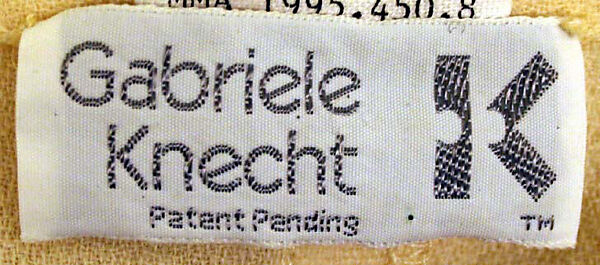 MMA 1995.450.8
Gabriele
Knecht
Patent Pending
K
TM